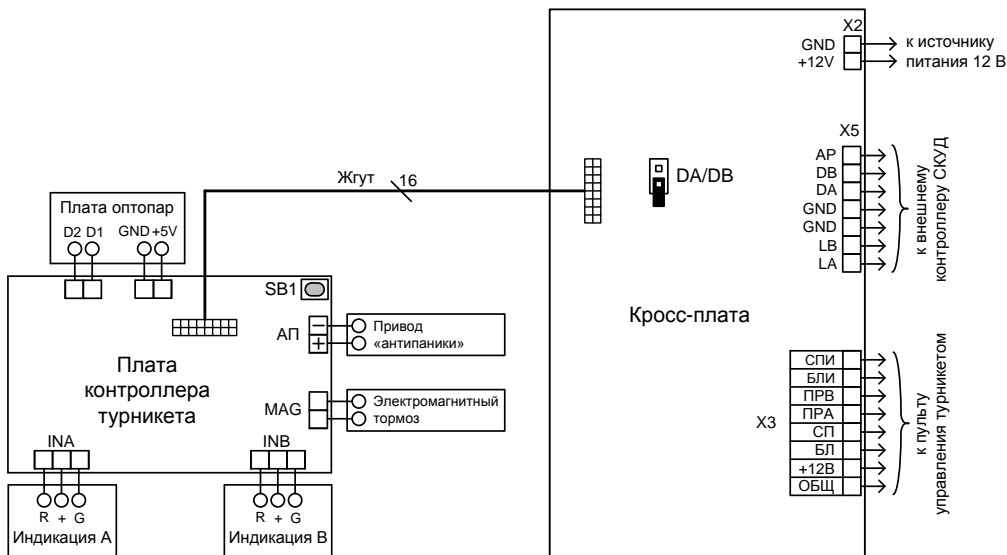 X2
GND
+12V
к источнику
питания 12 В
X5
AP
DB
DA
GND
GND
LB
LA
к внешнему
контроллеру СКУД
DA/DB
Жгут
16
Плата оптопар
D2 D1 GND +5V
SB1
АП
−
+
Привод
«антипаники»
Плата
контроллера
турникета
MAG
Электромагнитный
тормоз
INA
INB
R + G
Индикация А
R + G
Индикация В
Кросс-плата
X3
СПИ
БЛИ
ПРВ
ПРА
СП
БЛ
+12В
ОБЩ
к пульту
управления турникетом